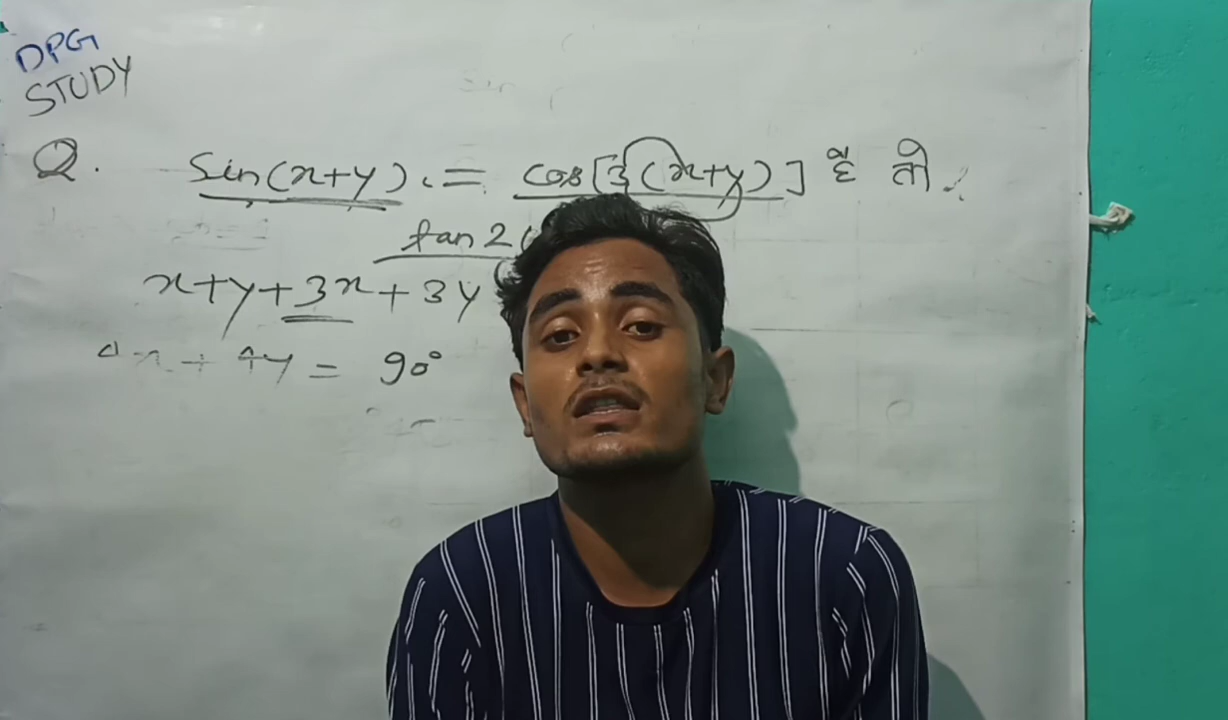 DPG
STUDY
Q. Sin(x+y) = cos[3(x+y)] है तो
tan 2(
x+y+3x+3y
4x + 4y = 90°